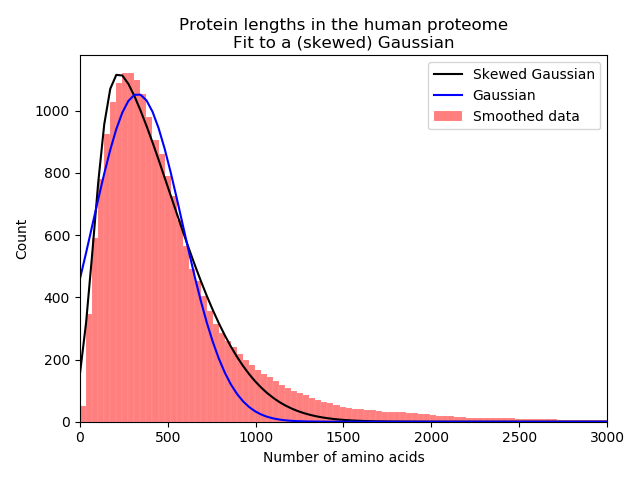 Protein lengths in the human proteome
Fit to a (skewed) Gaussian
Skewed Gaussian
Gaussian
Smoothed data
Count
1000
800
600
400
200
0
0 500 1000 1500 2000 2500 3000
Number of amino acids